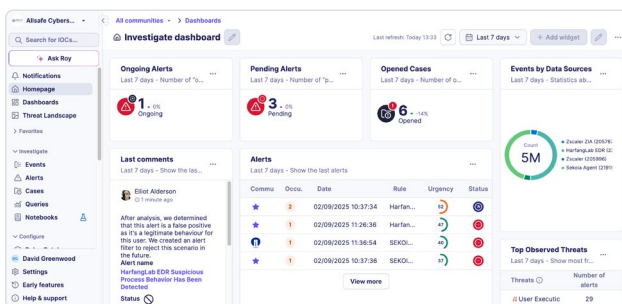 Allsafe Cybers...
Search for IOCs...
Ask Roy
Notifications
Homepage
Dashboards
Threat Landscape
Favorites
Investigate
Events
Alerts
Cases
Queries
Notebooks
Configure
DG David Greenwood
Settings
Early features
Help & support
All communities > Dashboards
Investigate dashboard
Last refresh: Today 13:33
Last 7 days
+ Add widget
Ongoing Alerts
Last 7 days - Number of "o...
1 - 0%
Ongoing
Pending Alerts
Last 7 days - Number of "p...
3 - 0%
Pending
Opened Cases
Last 7 days - Number of o...
6 -14%
Opened
Events by Data Sources
Last 7 days - Statistics ab...
Count
5M
Zscaler ZIA
HarfangLab EDR
Zscaler
Sekoia Agent
Last comments
Last 7 days - Show the las...
Elliot Alderson
1 minute ago
After analysis, we determined
that this alert is a false positive
as it's a legitimate behaviour for
this user. We created an alert
filter to reject this scenario in
the future.
Alert name
HarfangLab EDR Suspicious
Process Behavior Has Been
Detected
Status
Alerts
Last 7 days - Show the last alerts
Commu Occu. Date Rule Urgency Status
2 02/09/2025 10:37:34 Harfan... 52
1 02/09/2025 11:26:36 Harfan... 47
1 02/09/2025 11:36:54 SEKOI... 40
1 02/09/2025 10:37:36 SEKOI... 37
View more
Top Observed Threats
Last 7 days - Show most fr...
Threats Number of
alerts
User Executic 29